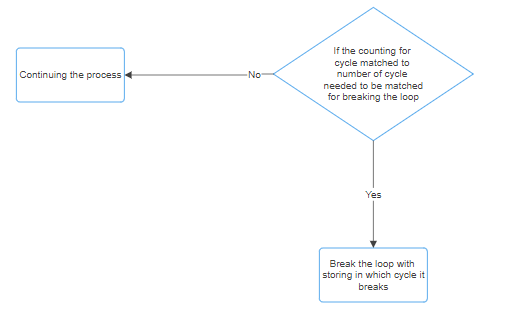 If the counting for
cycle matched to
number of cycle
needed to be matched
for breaking the loop
No
Continuing the process
Yes
Break the loop with
storing in which cycle it
breaks